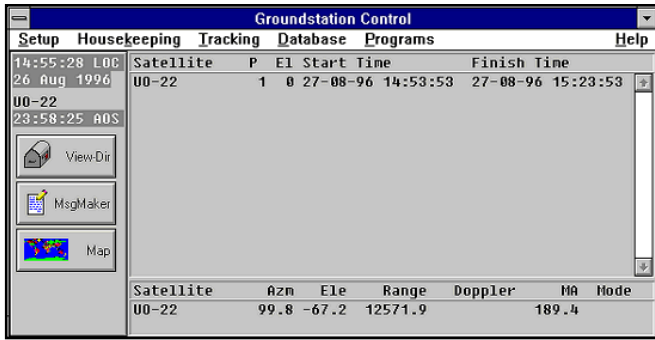 Groundstation Control
Setup Housekeeping Tracking Database Programs Help
14:55:28 LOC
26 Aug 1996
UO-22
23:58:25 AOS
View-Dir
MsgMaker
Map
Satellite P El Start Time Finish Time
UO-22 1 0 27-08-96 14:53:53 27-08-96 15:23:53
Satellite Azm Ele Range Doppler MA Mode
UO-22 99.8 -67.2 12571.9 189.4